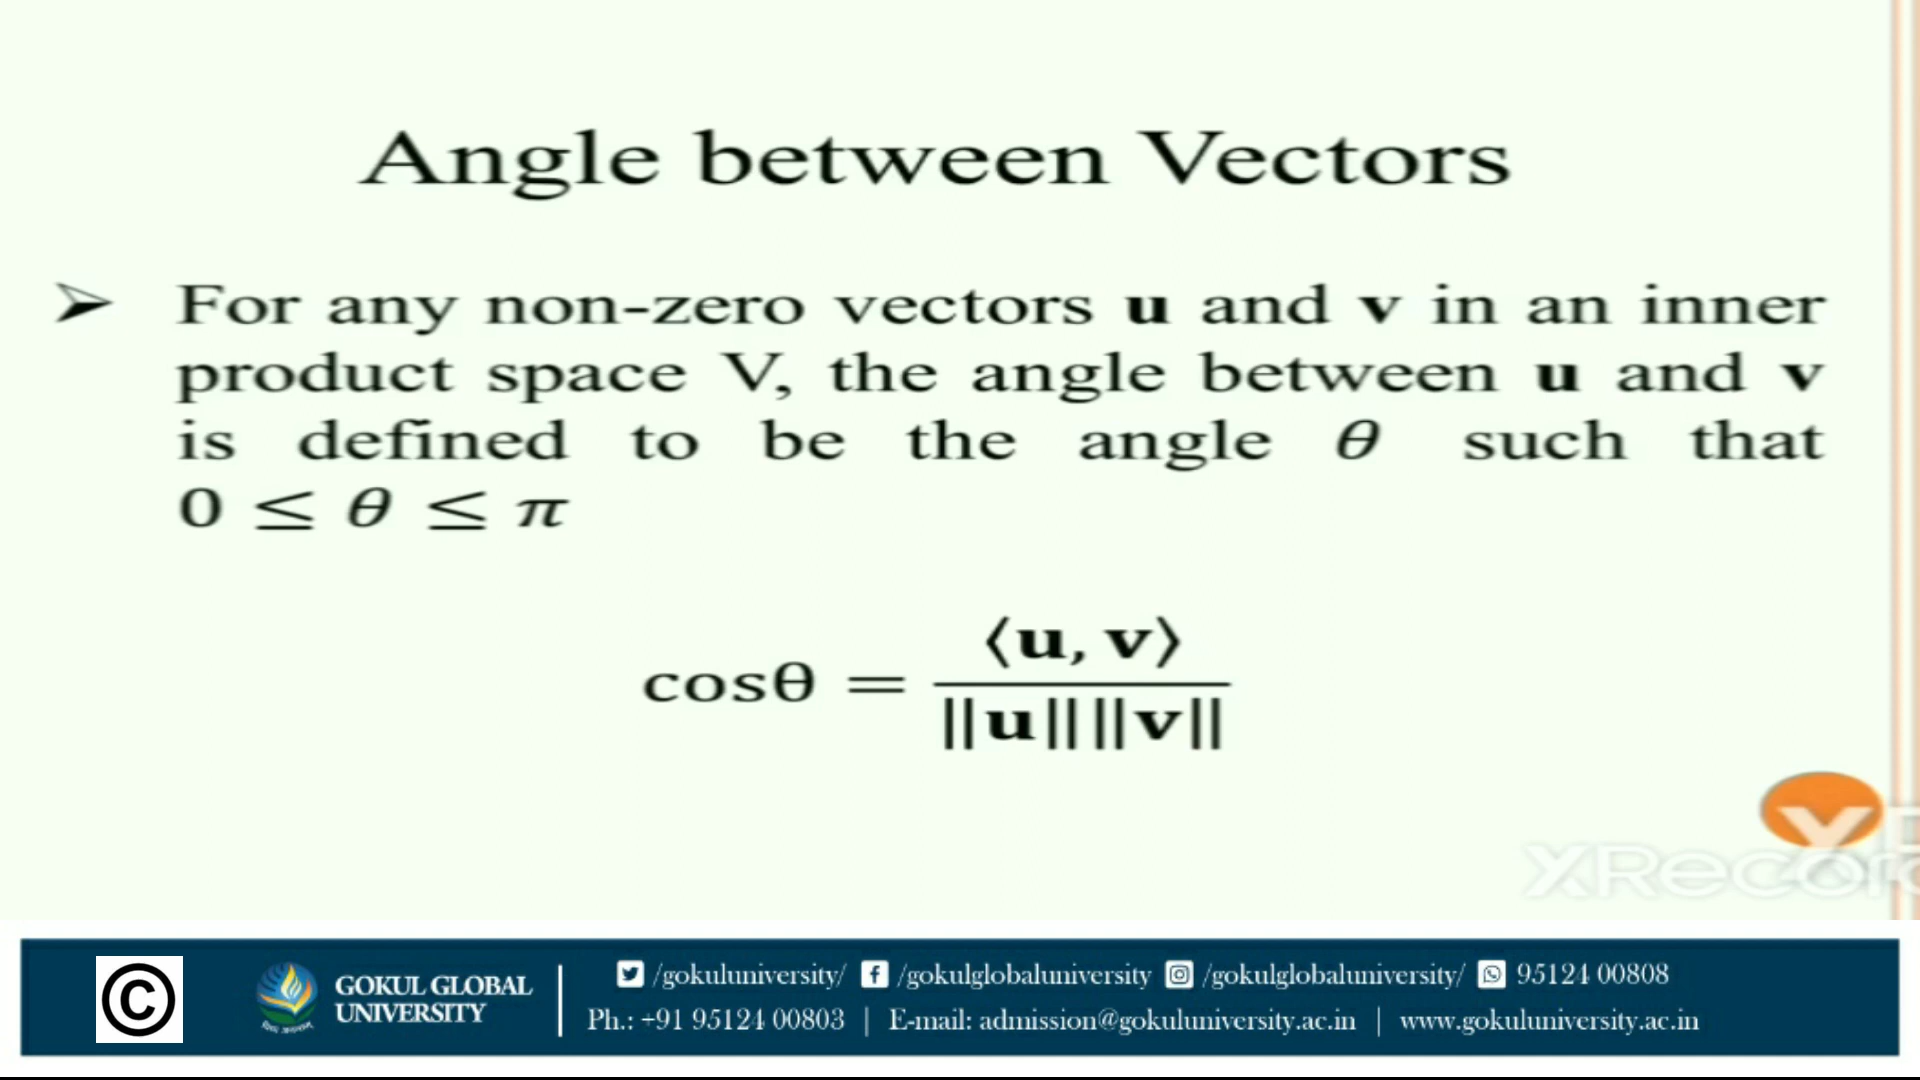 Angle between Vectors
➢ For any non-zero vectors u and v in an inner
product space V, the angle between u and v
is defined to be the angle θ such that
0 ≤ θ ≤ π
cosθ = ⟨u, v⟩ / ||u|| ||v||
XRecor
©
GOKUL GLOBAL
UNIVERSITY
/gokuluniversity/ /gokulglobaluniversity /gokulglobaluniversity/ 95124 00808
Ph.: +91 95124 00803 | E-mail: admission@gokuluniversity.ac.in | www.gokuluniversity.ac.in